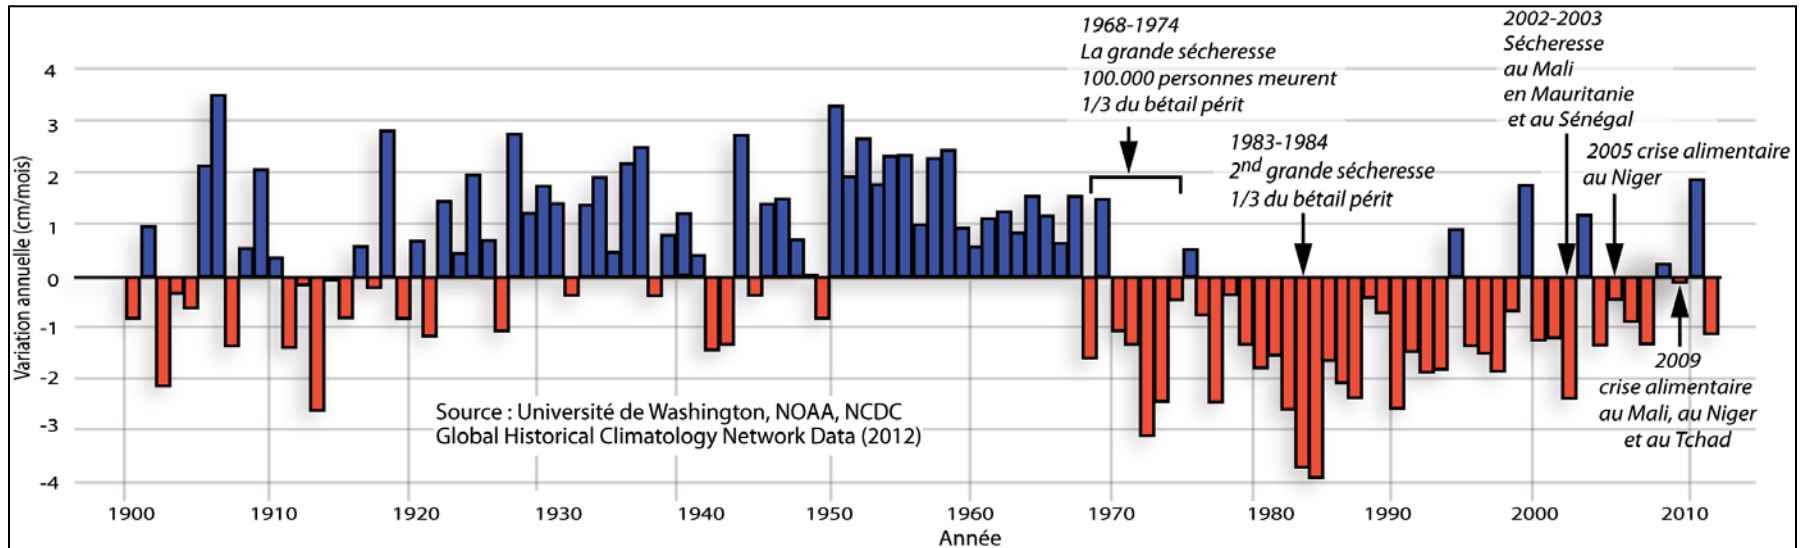 1968-1974
La grande sécheresse
100.000 personnes meurent
1/3 du bétail périt
2002-2003
Sécheresse
au Mali
en Mauritanie
et au Sénégal
1983-1984
2nd grande sécheresse
1/3 du bétail périt
2005 crise alimentaire
au Niger
Variation annuelle (cm/mois)
4
3
2
1
0
-1
-2
-3
-4
2009
crise alimentaire
au Mali, au Niger
et au Tchad
Source : Université de Washington, NOAA, NCDC
Global Historical Climatology Network Data (2012)
1900 1910 1920 1930 1940 1950 1960 1970 1980 1990 2000 2010
Année